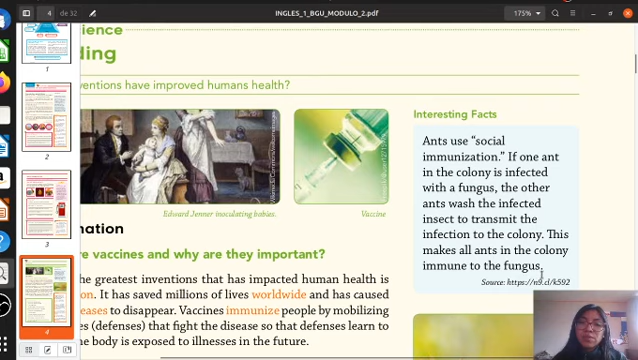 4 de 32
INGLES_1_BGU_MODULO_2.pdf
175%
ience
ding
ventions have improved humans health?
Interesting Facts
Ants use “social
immunization.” If one ant
in the colony is infected
with a fungus, the other
ants wash the infected
insect to transmit the
infection to the colony. This
makes all ants in the colony
immune to the fungus.
Source: https://n9.cl/k592
Edward Jenner inoculating babies.
Vaccine
nation
e vaccines and why are they important?
he greatest inventions that has impacted human health is
on. It has saved millions of lives worldwide and has caused
eases to disappear. Vaccines immunize people by mobilizing
es (defenses) that fight the disease so that defenses learn to
he body is exposed to illnesses in the future.
1
2
3
4